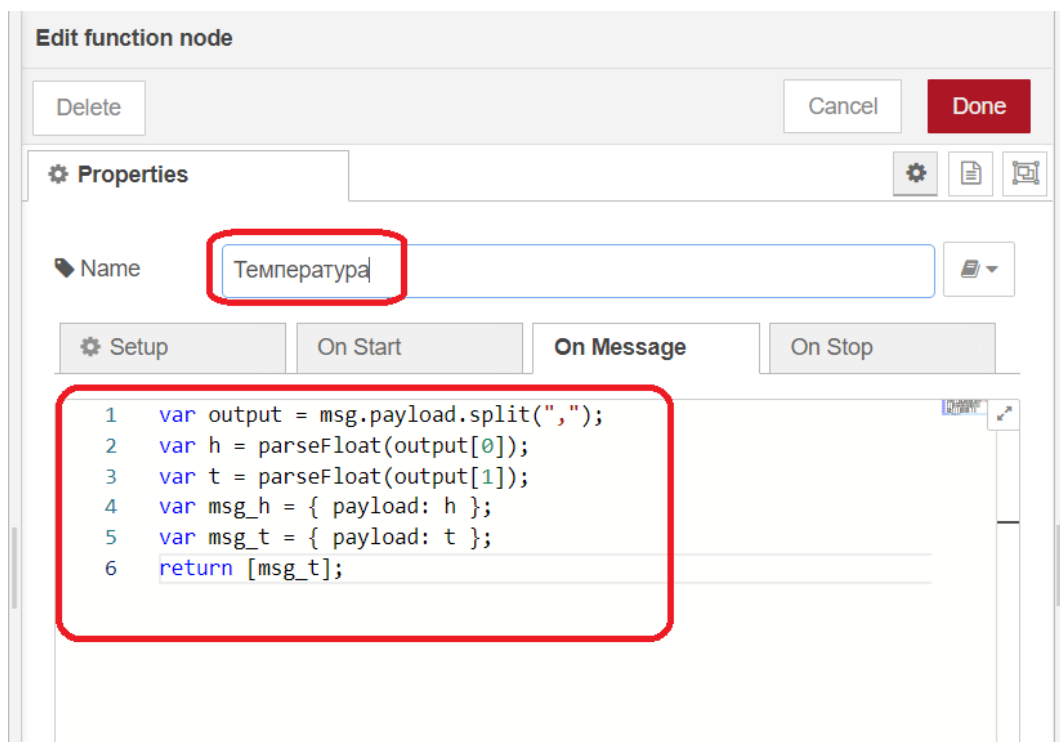 Edit function node
Delete
Cancel
Done
Properties
Name
Температура
Setup
On Start
On Message
On Stop
1 var output = msg.payload.split(",");
2 var h = parseFloat(output[0]);
3 var t = parseFloat(output[1]);
4 var msg_h = { payload: h };
5 var msg_t = { payload: t };
6 return [msg_t];